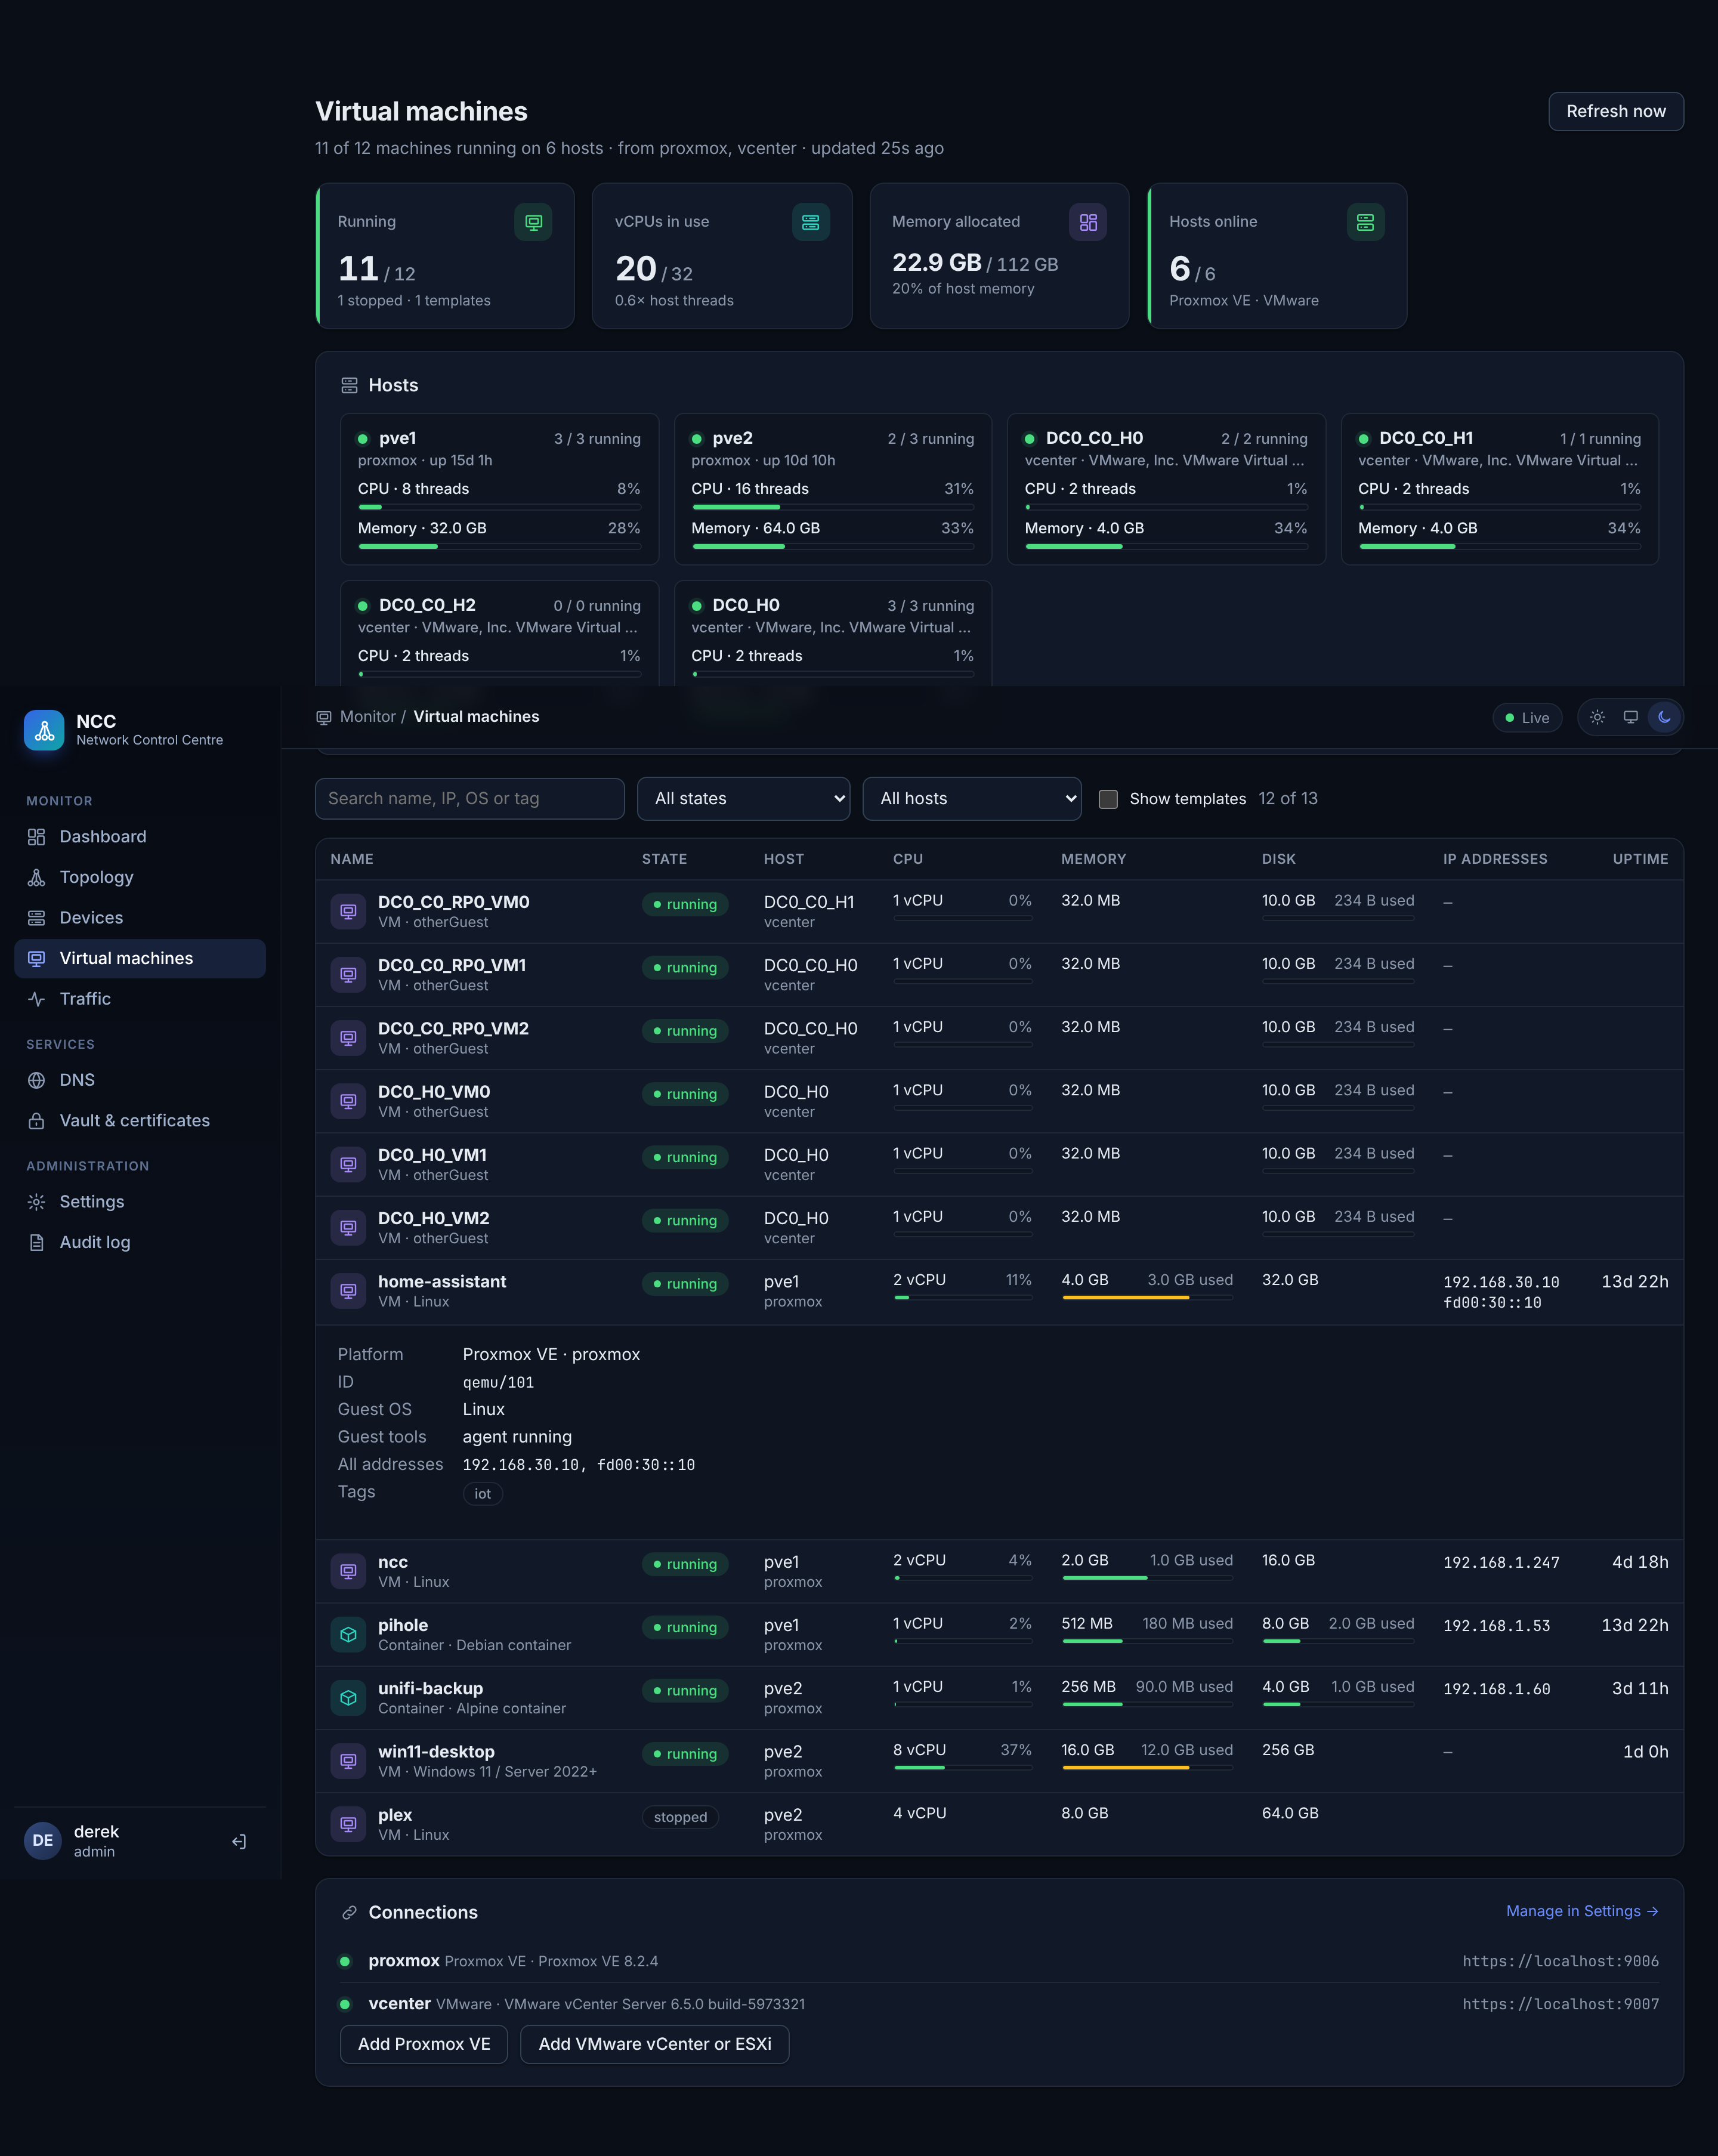 Virtual machines
Refresh now
11 of 12 machines running on 6 hosts · from proxmox, vcenter · updated 25s ago
Running
11 / 12
1 stopped · 1 templates
vCPUs in use
20 / 32
0.6× host threads
Memory allocated
22.9 GB / 112 GB
20% of host memory
Hosts online
6 / 6
Proxmox VE · VMware
Hosts
pve1 3 / 3 running
proxmox · up 15d 1h
CPU · 8 threads 8%
Memory · 32.0 GB 28%
pve2 2 / 3 running
proxmox · up 10d 10h
CPU · 16 threads 31%
Memory · 64.0 GB 33%
DC0_C0_H0 2 / 2 running
vcenter · VMware, Inc. VMware Virtual ...
CPU · 2 threads 1%
Memory · 4.0 GB 34%
DC0_C0_H1 1 / 1 running
vcenter · VMware, Inc. VMware Virtual ...
CPU · 2 threads 1%
Memory · 4.0 GB 34%
DC0_C0_H2 0 / 0 running
vcenter · VMware, Inc. VMware Virtual ...
CPU · 2 threads 1%
DC0_H0 3 / 3 running
vcenter · VMware, Inc. VMware Virtual ...
CPU · 2 threads 1%
NCC
Network Control Centre
MONITOR
Dashboard
Topology
Devices
Virtual machines
Traffic
SERVICES
DNS
Vault & certificates
ADMINISTRATION
Settings
Audit log
DE
derek
admin
Monitor / Virtual machines
Live
Search name, IP, OS or tag
All states
All hosts
Show templates 12 of 13
NAME STATE HOST CPU MEMORY DISK IP ADDRESSES UPTIME
DC0_C0_RP0_VM0 running DC0_C0_H1 1 vCPU 0% 32.0 MB 10.0 GB 234 B used –
VM · otherGuest vcenter
DC0_C0_RP0_VM1 running DC0_C0_H0 1 vCPU 0% 32.0 MB 10.0 GB 234 B used –
VM · otherGuest vcenter
DC0_C0_RP0_VM2 running DC0_C0_H0 1 vCPU 0% 32.0 MB 10.0 GB 234 B used –
VM · otherGuest vcenter
DC0_H0_VM0 running DC0_H0 1 vCPU 0% 32.0 MB 10.0 GB 234 B used –
VM · otherGuest vcenter
DC0_H0_VM1 running DC0_H0 1 vCPU 0% 32.0 MB 10.0 GB 234 B used –
VM · otherGuest vcenter
DC0_H0_VM2 running DC0_H0 1 vCPU 0% 32.0 MB 10.0 GB 234 B used –
VM · otherGuest vcenter
home-assistant running pve1 2 vCPU 11% 4.0 GB 3.0 GB used 32.0 GB 192.168.30.10 13d 22h
VM · Linux proxmox fd00:30::10
Platform Proxmox VE · proxmox
ID qemu/101
Guest OS Linux
Guest tools agent running
All addresses 192.168.30.10, fd00:30::10
Tags iot
ncc running pve1 2 vCPU 4% 2.0 GB 1.0 GB used 16.0 GB 192.168.1.247 4d 18h
VM · Linux proxmox
pihole running pve1 1 vCPU 2% 512 MB 180 MB used 8.0 GB 2.0 GB used 192.168.1.53 13d 22h
Container · Debian container proxmox
unifi-backup running pve2 1 vCPU 1% 256 MB 90.0 MB used 4.0 GB 1.0 GB used 192.168.1.60 3d 11h
Container · Alpine container proxmox
win11-desktop running pve2 8 vCPU 37% 16.0 GB 12.0 GB used 256 GB – 1d 0h
VM · Windows 11 / Server 2022+ proxmox
plex stopped pve2 4 vCPU 8.0 GB 64.0 GB
VM · Linux proxmox
Connections
Manage in Settings →
proxmox Proxmox VE · Proxmox VE 8.2.4 https://localhost:9006
vcenter VMware · VMware vCenter Server 6.5.0 build-5973321 https://localhost:9007
Add Proxmox VE
Add VMware vCenter or ESXi